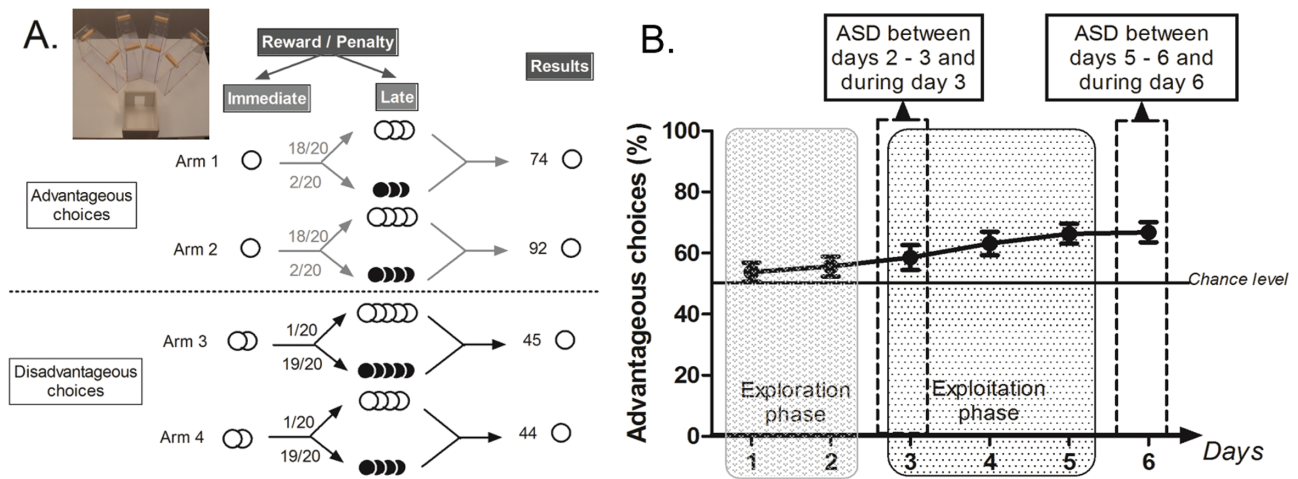 A.
Reward / Penalty
Immediate
Late
Results
Arm 1
18/20
2/20
74
Advantageous
choices
Arm 2
18/20
2/20
92
Disadvantageous
choices
Arm 3
1/20
19/20
45
Arm 4
1/20
19/20
44
B.
ASD between
days 2 - 3 and
during day 3
ASD between
days 5 - 6 and
during day 6
Advantageous choices (%)
100
80
60
40
20
0
Chance level
Exploration
phase
Exploitation
phase
1
2
3
4
5
6
Days